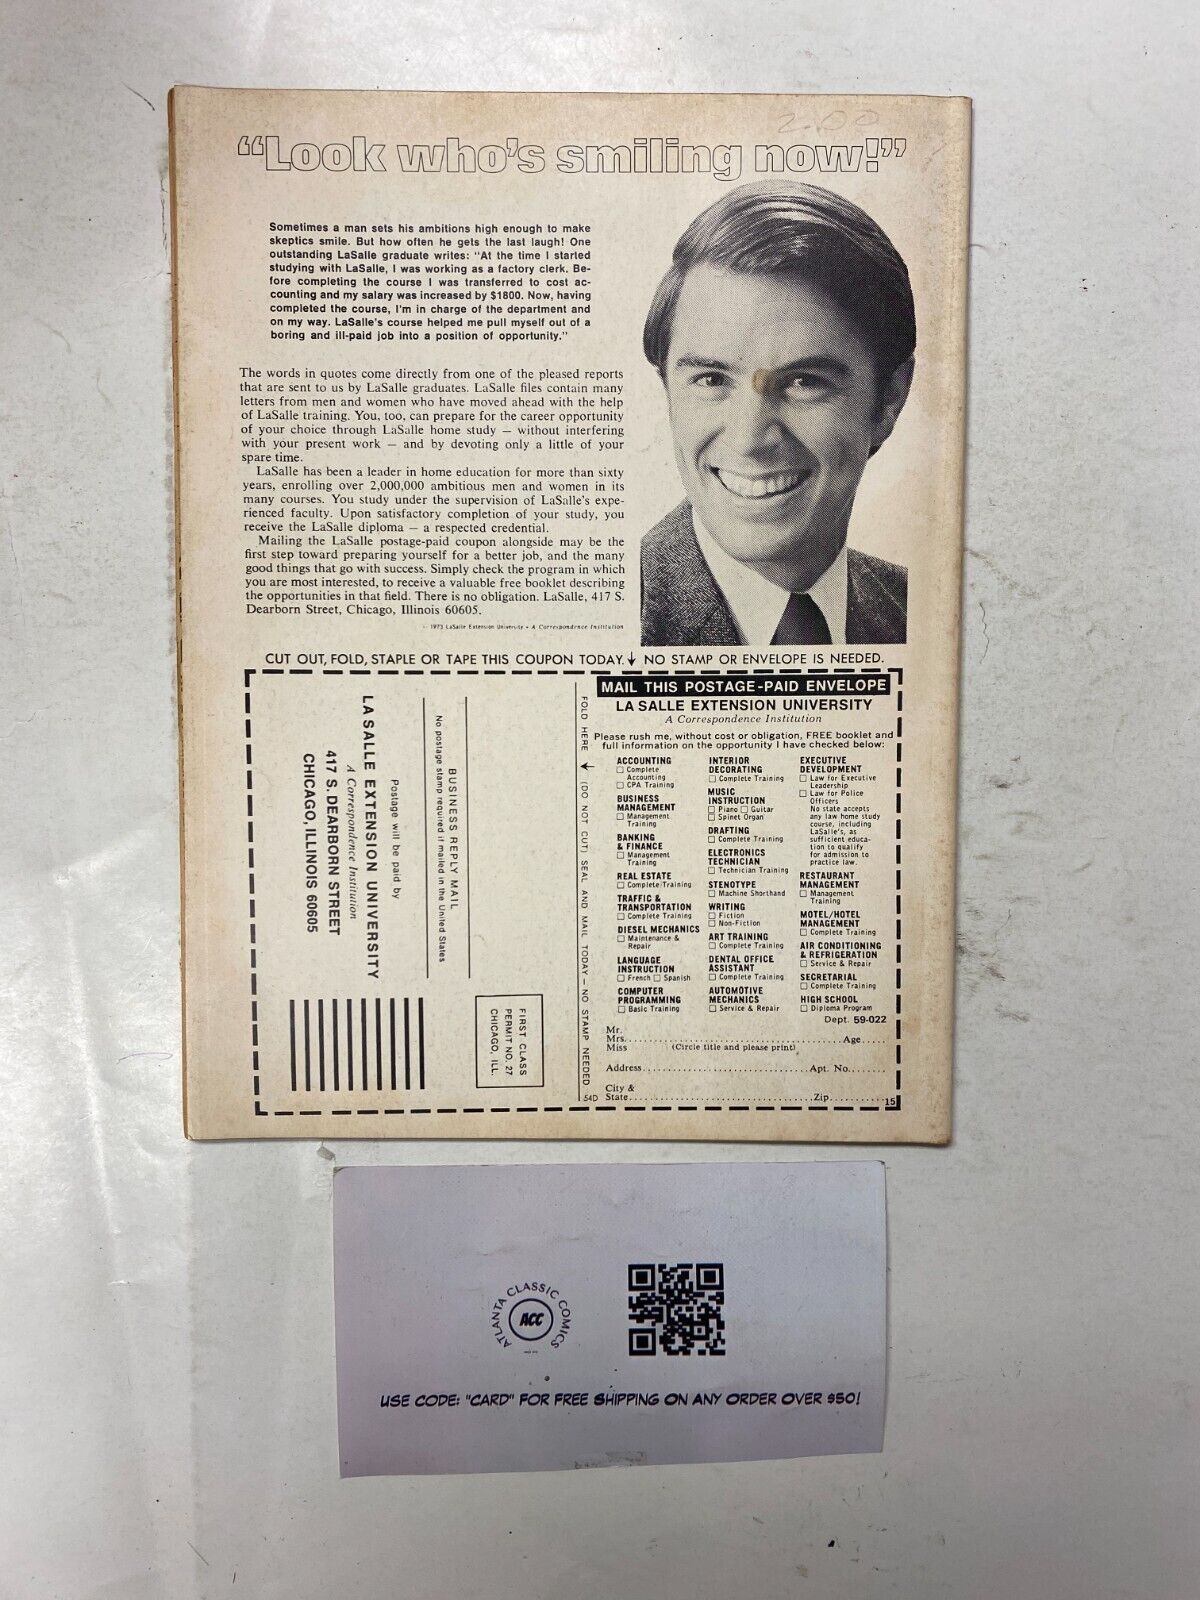 2.00
“Look who's smiling now!”
Sometimes a man sets his ambitions high enough to make
skeptics smile. But how often he gets the last laugh! One
outstanding LaSalle graduate writes: "At the time I started
studying with LaSalle, I was working as a factory clerk. Be-
fore completing the course I was transferred to cost ac-
counting and my salary was increased by $1800. Now, having
completed the course, I'm in charge of the department and
on my way. LaSalle's course helped me pull myself out of a
boring and ill-paid job into a position of opportunity."
The words in quotes come directly from one of the pleased reports
that are sent to us by LaSalle graduates. LaSalle files contain many
letters from men and women who have moved ahead with the help
of LaSalle training. You, too, can prepare for the career opportunity
of your choice through LaSalle home study — without interfering
with your present work — and by devoting only a little of your
spare time.
LaSalle has been a leader in home education for more than sixty
years, enrolling over 2,000,000 ambitious men and women in its
many courses. You study under the supervision of LaSalle's expe-
rienced faculty. Upon satisfactory completion of your study, you
receive the LaSalle diploma — a respected credential.
Mailing the LaSalle postage-paid coupon alongside may be the
first step toward preparing yourself for a better job, and the many
good things that go with success. Simply check the program in which
you are most interested, to receive a valuable free booklet describing
the opportunities in that field. There is no obligation. LaSalle, 417 S.
Dearborn Street, Chicago, Illinois 60605.
1973 LaSalle Extension University • A Correspondence Institution
CUT OUT, FOLD, STAPLE OR TAPE THIS COUPON TODAY. ↓ NO STAMP OR ENVELOPE IS NEEDED.
BUSINESS REPLY MAIL
No postage stamp required if mailed in the United States
Postage will be paid by
LA SALLE EXTENSION UNIVERSITY
A Correspondence Institution
417 S. DEARBORN STREET
CHICAGO, ILLINOIS 60605
FIRST CLASS
PERMIT NO. 27
CHICAGO, ILL.
FOLD HERE ↓ (DO NOT CUT) SEAL AND MAIL TODAY — NO STAMP NEEDED
54D
MAIL THIS POSTAGE-PAID ENVELOPE
LA SALLE EXTENSION UNIVERSITY
A Correspondence Institution
Please rush me, without cost or obligation, FREE booklet and
full information on the opportunity I have checked below:
ACCOUNTING
☐ Complete
Accounting
☐ CPA Training
BUSINESS
MANAGEMENT
☐ Management
Training
BANKING
& FINANCE
☐ Management
Training
REAL ESTATE
☐ Complete Training
TRAFFIC &
TRANSPORTATION
☐ Complete Training
DIESEL MECHANICS
☐ Maintenance &
Repair
LANGUAGE
INSTRUCTION
☐ French ☐ Spanish
COMPUTER
PROGRAMMING
☐ Basic Training
INTERIOR
DECORATING
☐ Complete Training
MUSIC
INSTRUCTION
☐ Piano ☐ Guitar
☐ Spinet Organ
DRAFTING
☐ Complete Training
ELECTRONICS
TECHNICIAN
☐ Technician Training
STENOTYPE
☐ Machine Shorthand
WRITING
☐ Fiction
☐ Non-Fiction
ART TRAINING
☐ Complete Training
DENTAL OFFICE
ASSISTANT
☐ Complete Training
AUTOMOTIVE
MECHANICS
☐ Service & Repair
EXECUTIVE
DEVELOPMENT
☐ Law for Executive
Leadership
☐ Law for Police
Officers
No state accepts
any law home study
course, including
LaSalle's, as
sufficient educa-
tion to qualify
for admission to
practice law.
RESTAURANT
MANAGEMENT
☐ Management
Training
MOTEL/HOTEL
MANAGEMENT
☐ Complete Training
AIR CONDITIONING
& REFRIGERATION
☐ Service & Repair
SECRETARIAL
☐ Complete Training
HIGH SCHOOL
☐ Diploma Program
Dept. 59-022
Mr.
Mrs. Age
Miss (Circle title and please print)
Address Apt. No.
City &
State Zip 15
ATLANTA CLASSIC COMICS
ACC
USE CODE: "CARD" FOR FREE SHIPPING ON ANY ORDER OVER $50!